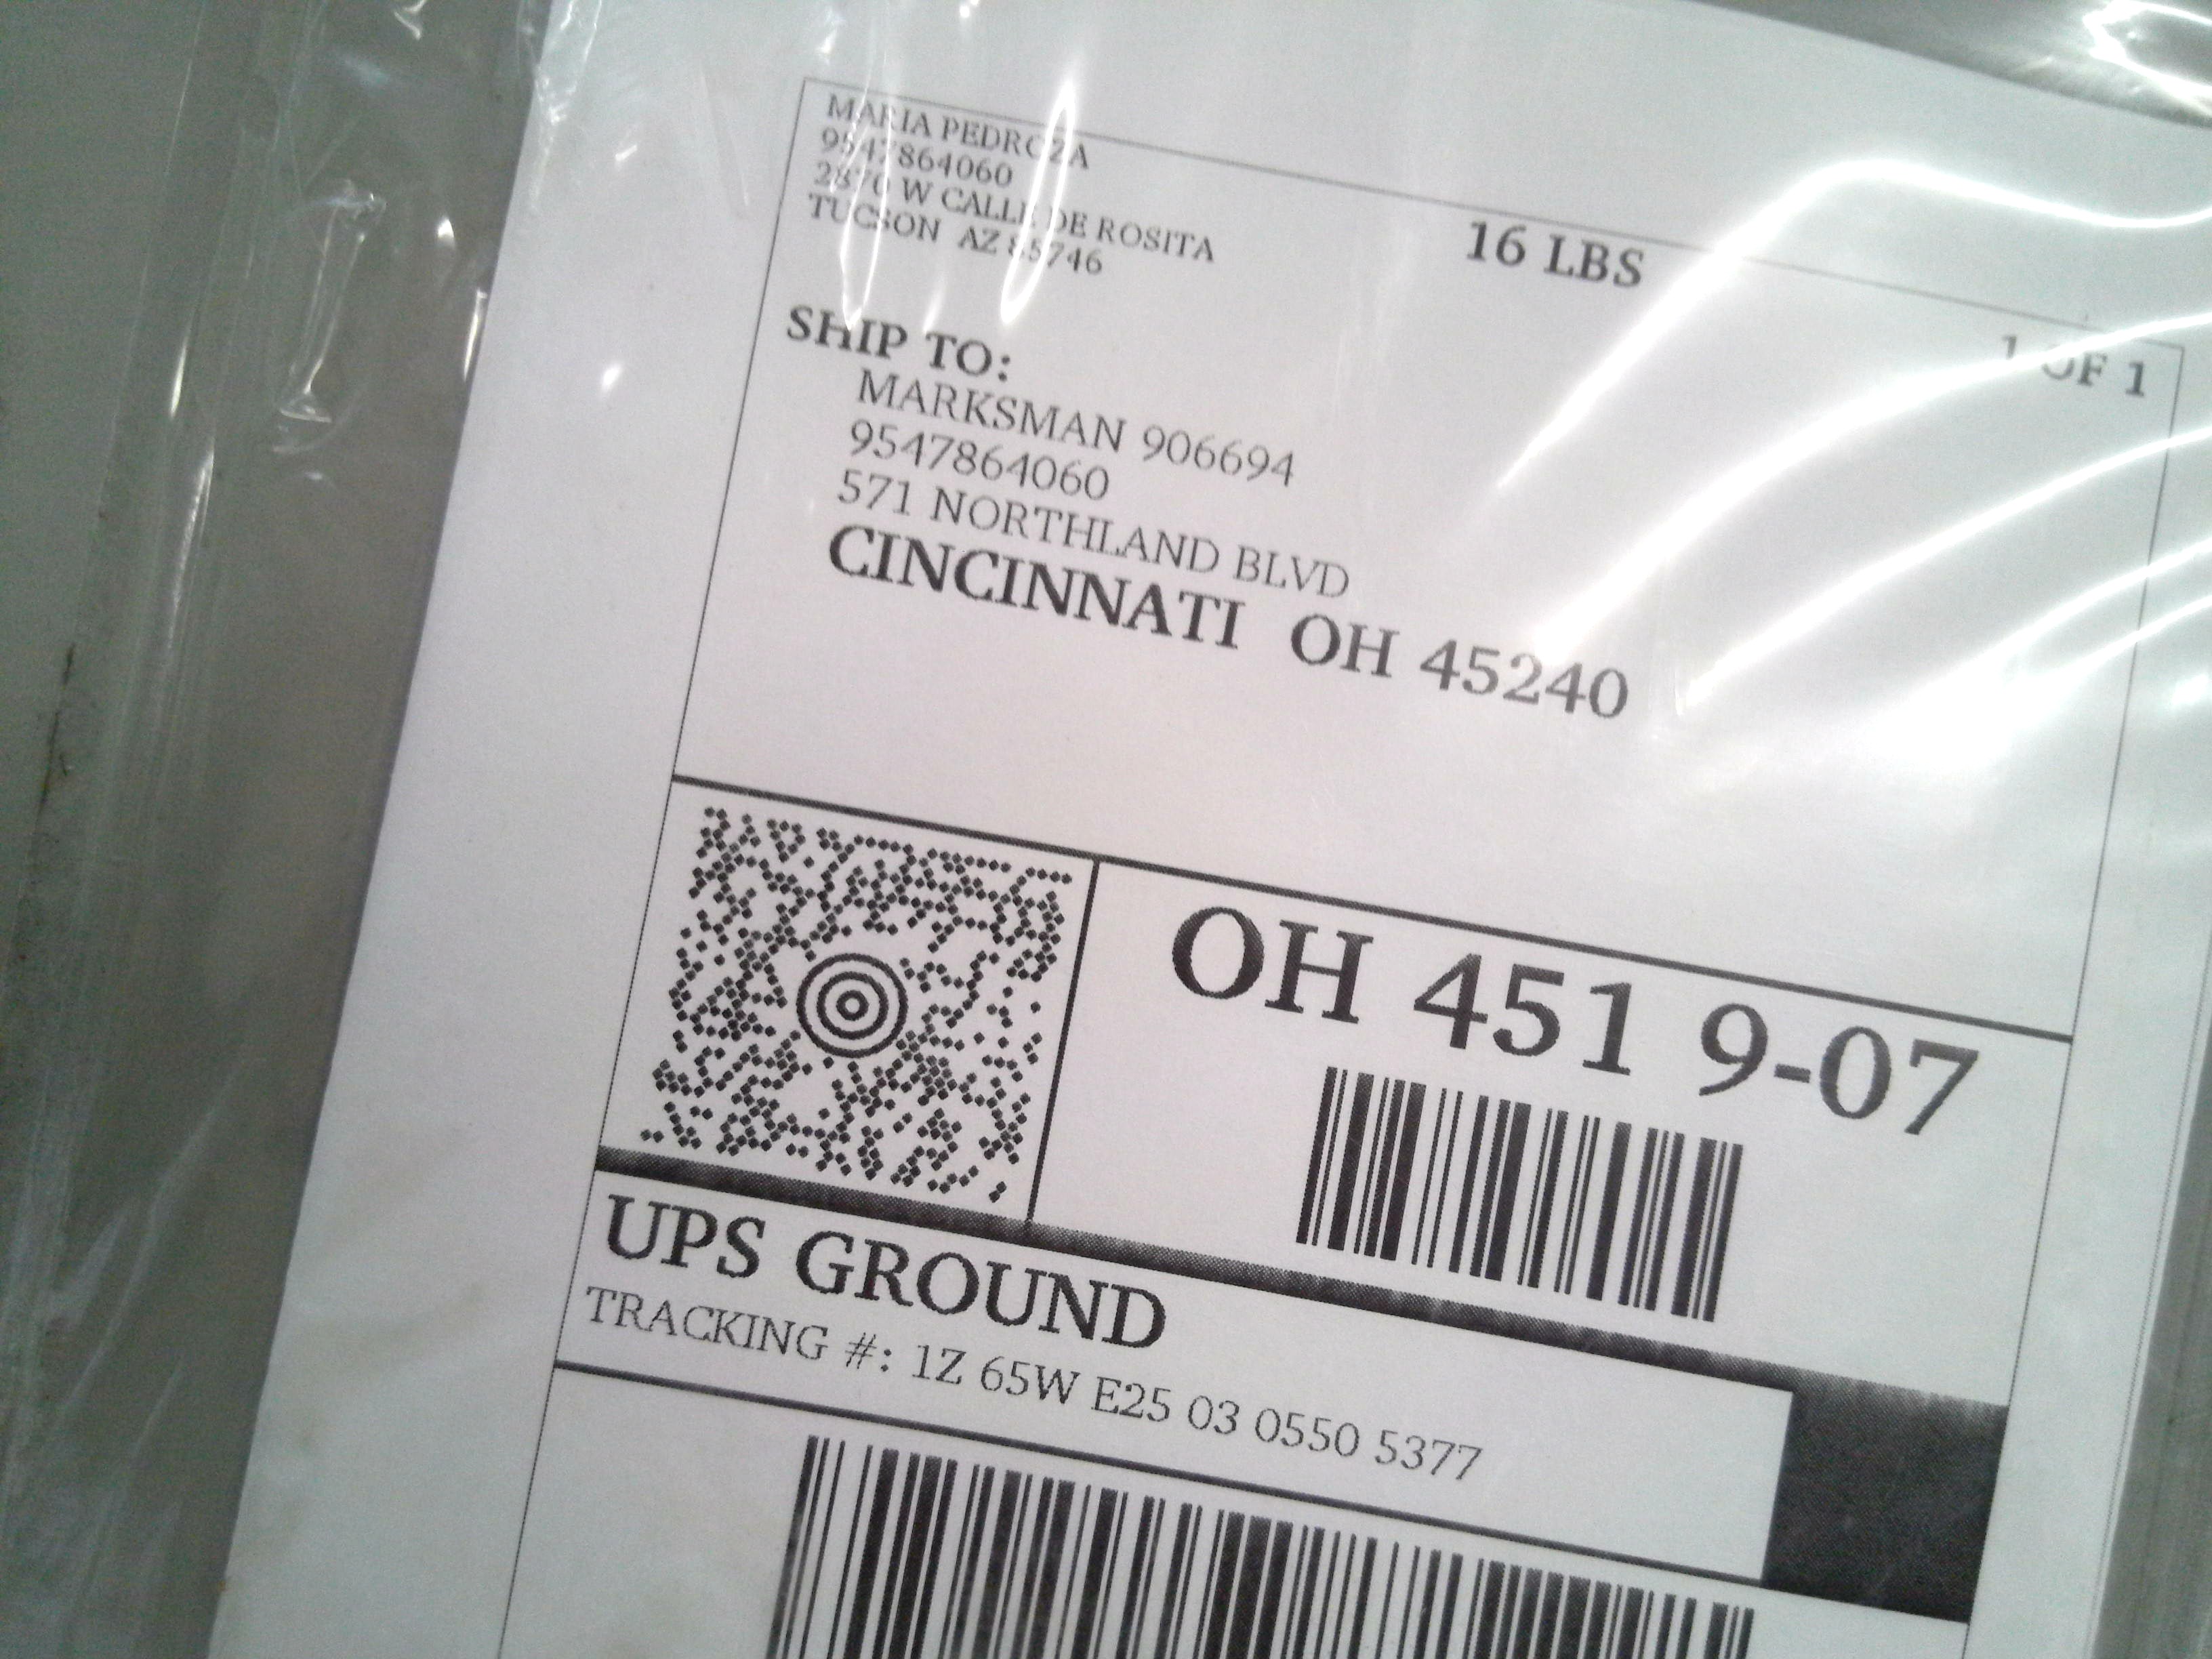 MARIA PEDROZA
9547864060
2870 W CALLE DE ROSITA
TUCSON AZ 85746
16 LBS
1 OF 1
SHIP TO:
MARKSMAN 906694
9547864060
571 NORTHLAND BLVD
CINCINNATI OH 45240
OH 451 9-07
UPS GROUND
TRACKING #: 1Z 65W E25 03 0550 5377